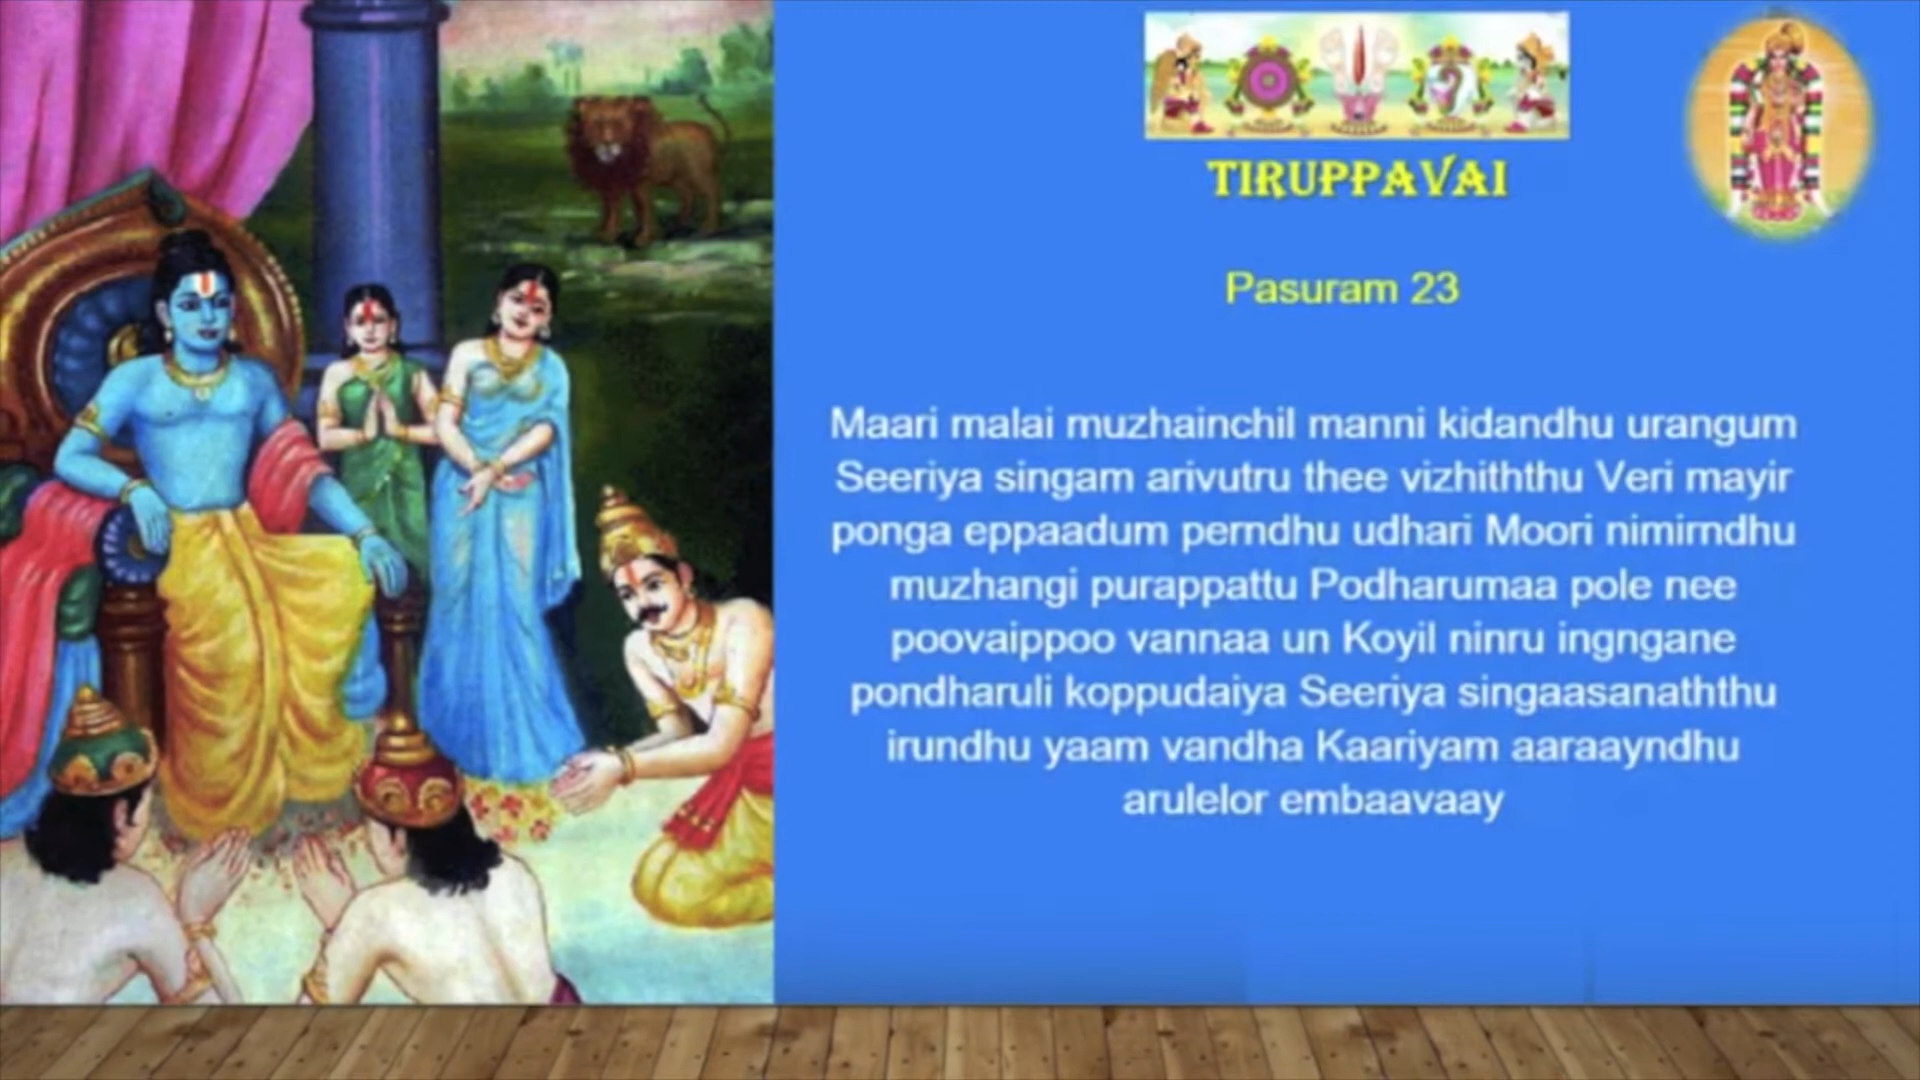 TIRUPPAVAI
Pasuram 23
Maari malai muzhainchil manni kidandhu urangum
Seeriya singam arivutru thee vizhiththu Veri mayir
ponga eppaadum perndhu udhari Moori nimirndhu
muzhangi purappattu Podharumaa pole nee
poovaippoo vannaa un Koyil ninru ingngane
pondharuli koppudaiya Seeriya singaasanaththu
irundhu yaam vandha Kaariyam aaraayndhu
arulelor embaavaay